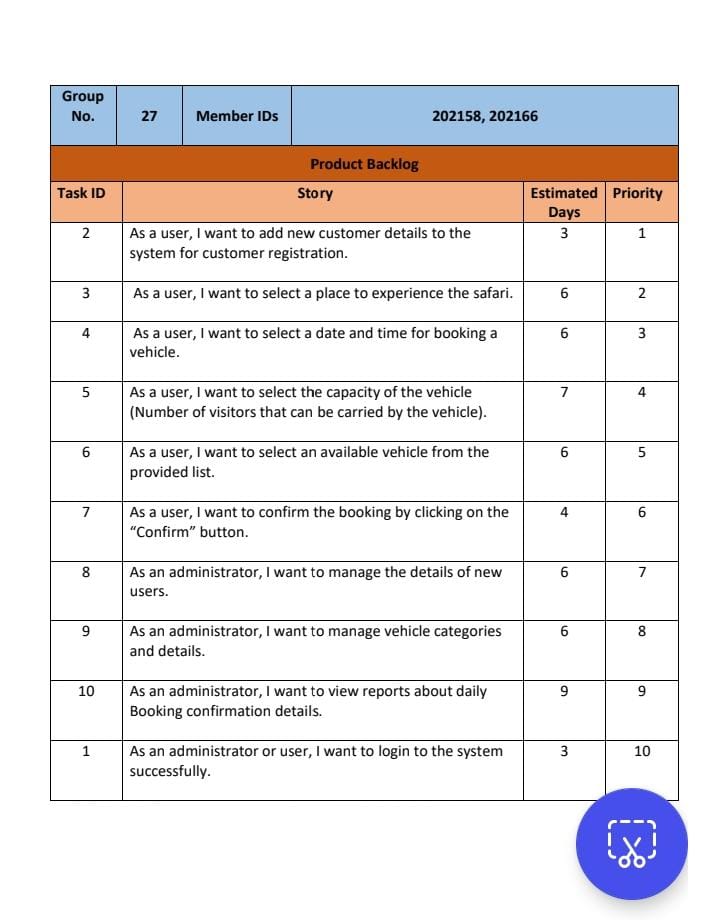 Group No. 27 Member IDs 202158, 202166
Product Backlog
Task ID Story Estimated Days Priority
2 As a user, I want to add new customer details to the 3 1
system for customer registration.
3 As a user, I want to select a place to experience the safari. 6 2
4 As a user, I want to select a date and time for booking a 6 3
vehicle.
5 As a user, I want to select the capacity of the vehicle 7 4
(Number of visitors that can be carried by the vehicle).
6 As a user, I want to select an available vehicle from the 6 5
provided list.
7 As a user, I want to confirm the booking by clicking on the 4 6
“Confirm” button.
8 As an administrator, I want to manage the details of new 6 7
users.
9 As an administrator, I want to manage vehicle categories 6 8
and details.
10 As an administrator, I want to view reports about daily 9 9
Booking confirmation details.
1 As an administrator or user, I want to login to the system 3 10
successfully.